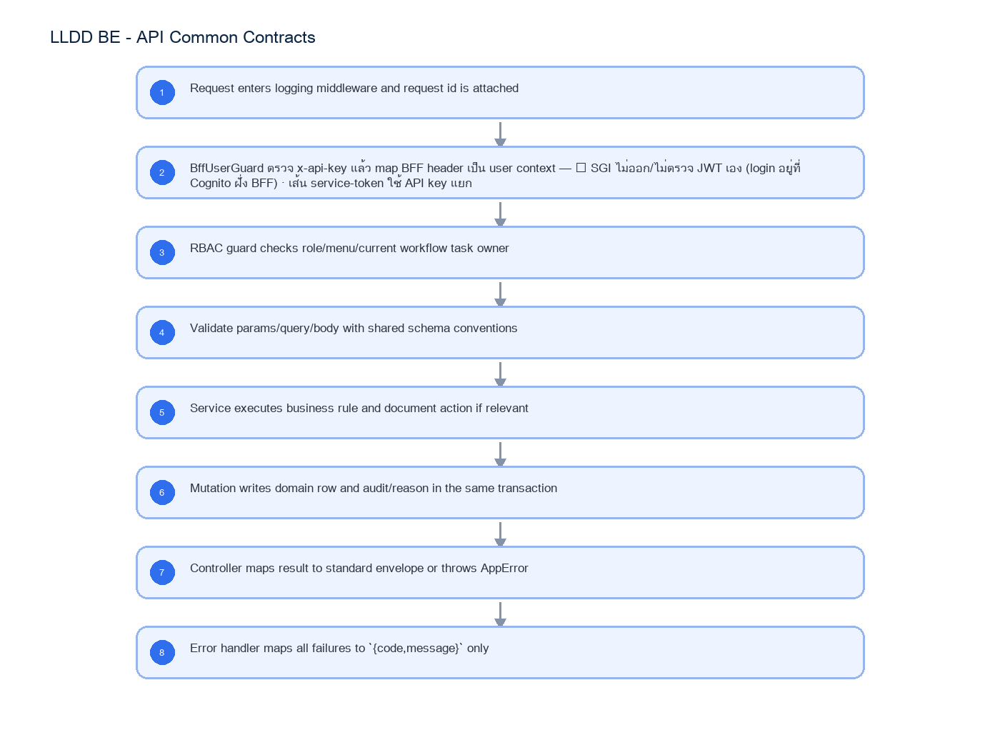 LLDD BE - API Common Contracts
1
Request enters logging middleware and request id is attached
2
BffUserGuard ตรวจ x-api-key แล้ว map BFF header เป็น user context — □ SGI ไม่ออก/ไม่ตรวจ JWT เอง (login อยู่ที่
Cognito ฝั่ง BFF) · เส้น service-token ใช้ API key แยก
3
RBAC guard checks role/menu/current workflow task owner
4
Validate params/query/body with shared schema conventions
5
Service executes business rule and document action if relevant
6
Mutation writes domain row and audit/reason in the same transaction
7
Controller maps result to standard envelope or throws AppError
8
Error handler maps all failures to `{code,message}` only